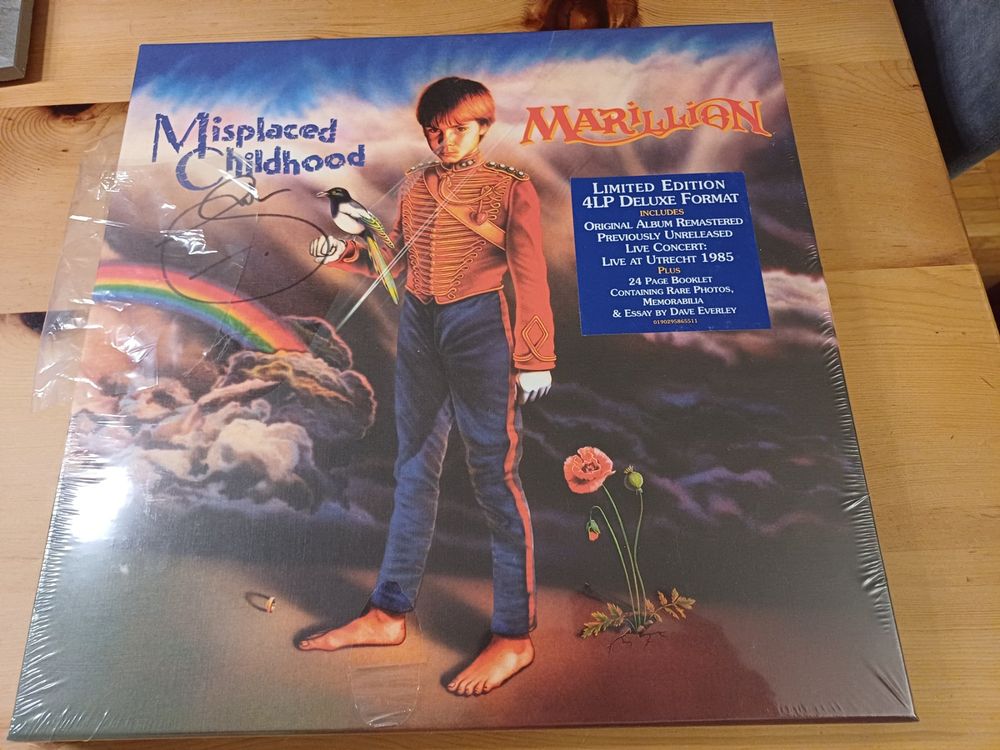 Misplaced
Childhood
MARILLION
LIMITED EDITION
4LP DELUXE FORMAT
INCLUDES
ORIGINAL ALBUM REMASTERED
PREVIOUSLY UNRELEASED
LIVE CONCERT:
LIVE AT UTRECHT 1985
PLUS
24 PAGE BOOKLET
CONTAINING RARE PHOTOS,
MEMORABILIA
& ESSAY BY DAVE EVERLEY
0190295865511